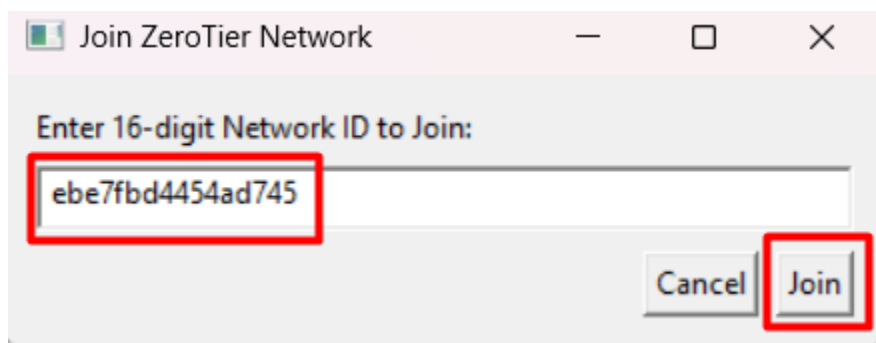 Join ZeroTier Network
Enter 16-digit Network ID to Join:
ebe7fbd4454ad745
Cancel Join